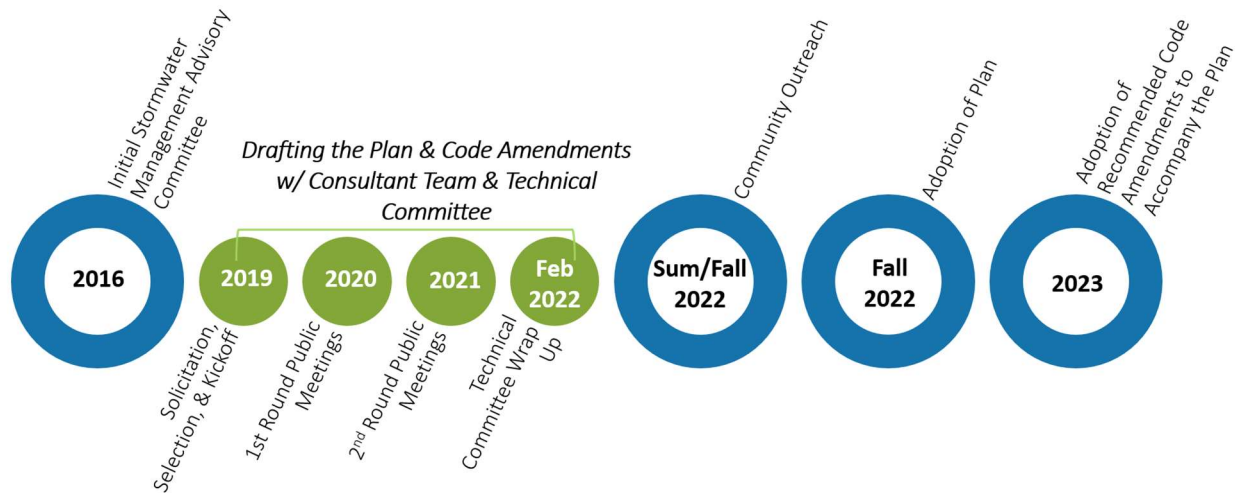 Initial Stormwater
Management Advisory
Committee
Drafting the Plan & Code Amendments
w/ Consultant Team & Technical
Committee
Community Outreach
Adoption of Plan
Adoption of
Recommended Code
Amendments to
Accompany the Plan
2016
2019
2020
2021
Feb
2022
Sum/Fall
2022
Fall
2022
2023
Solicitation,
Selection, & Kickoff
1st Round Public
Meetings
2nd Round Public
Meetings
Technical
Committee Wrap
Up